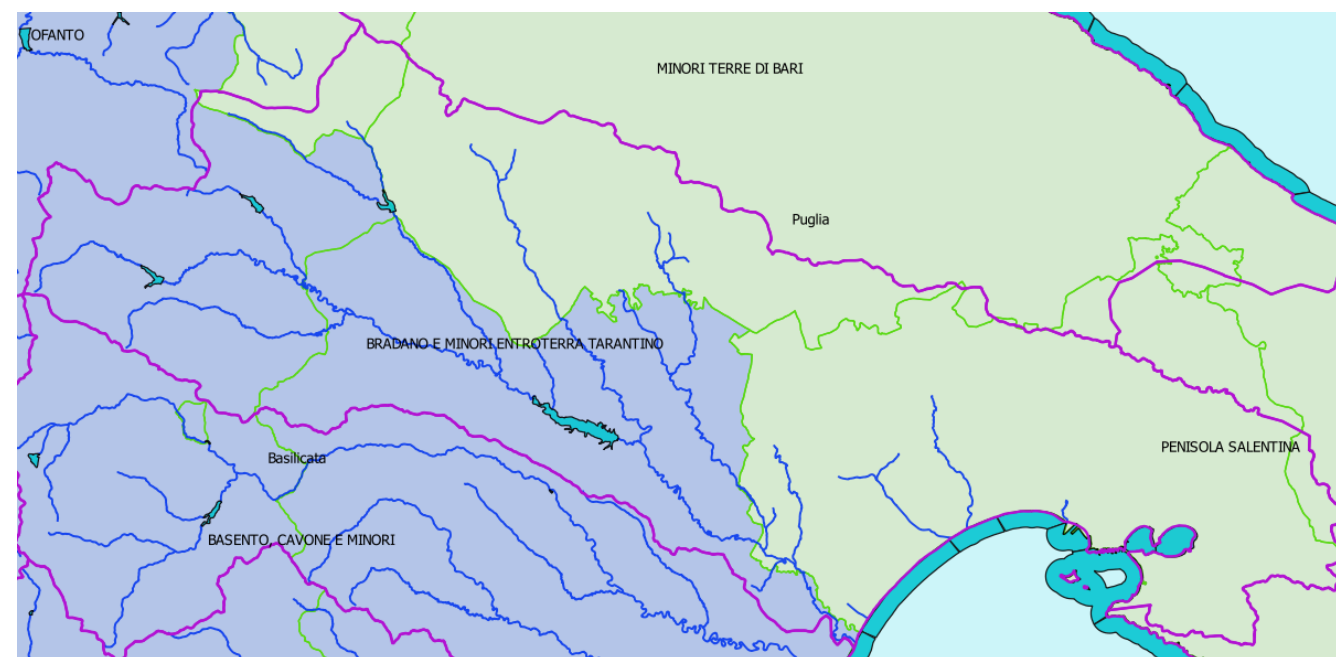 OFANTO
MINORI TERRE DI BARI
Puglia
BRADANO E MINORI ENTROTERRA TARANTINO
PENISOLA SALENTINA
Basilicata
BASENTO, CAVONE E MINORI